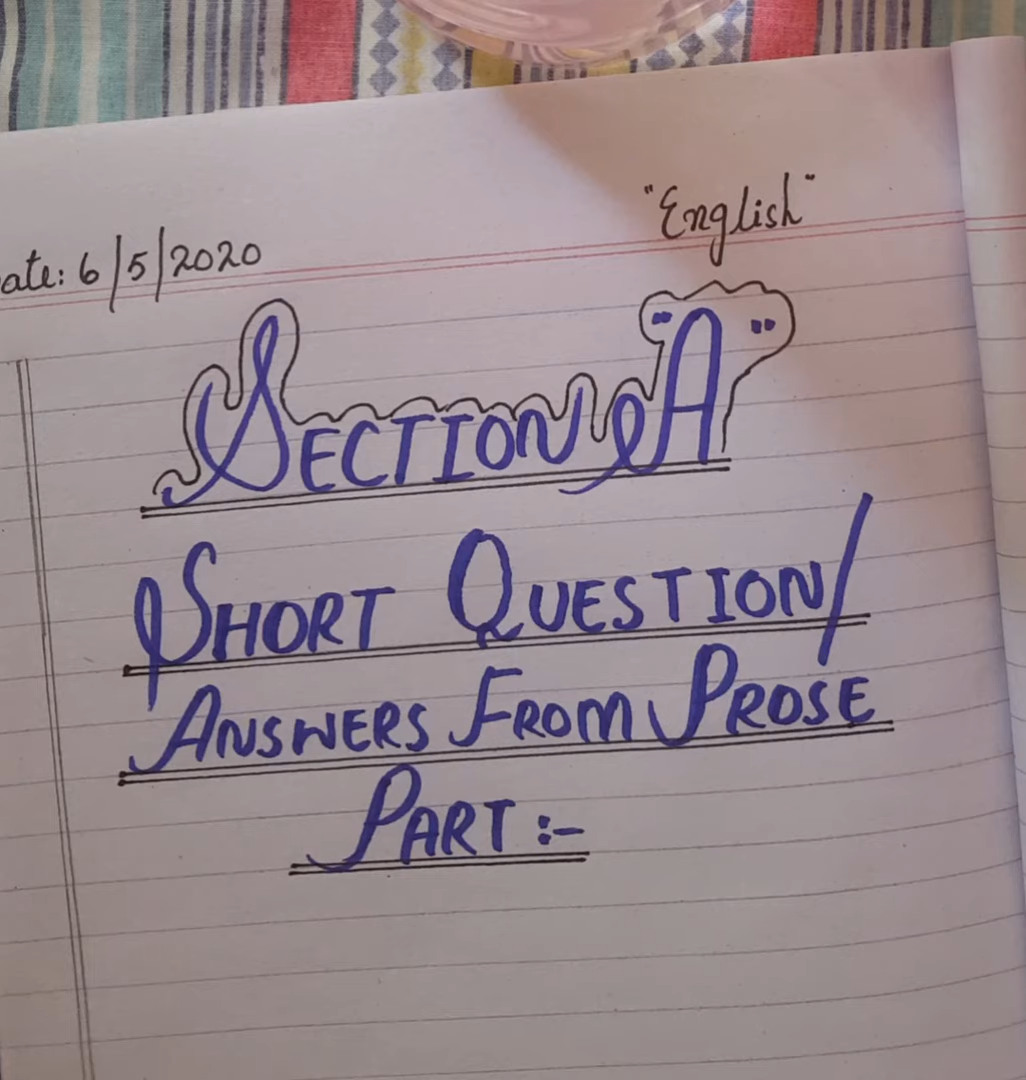 "English"
ate: 6/5/2020
SECTION "A"
SHORT QUESTION/
ANSWERS FROM PROSE
PART :-